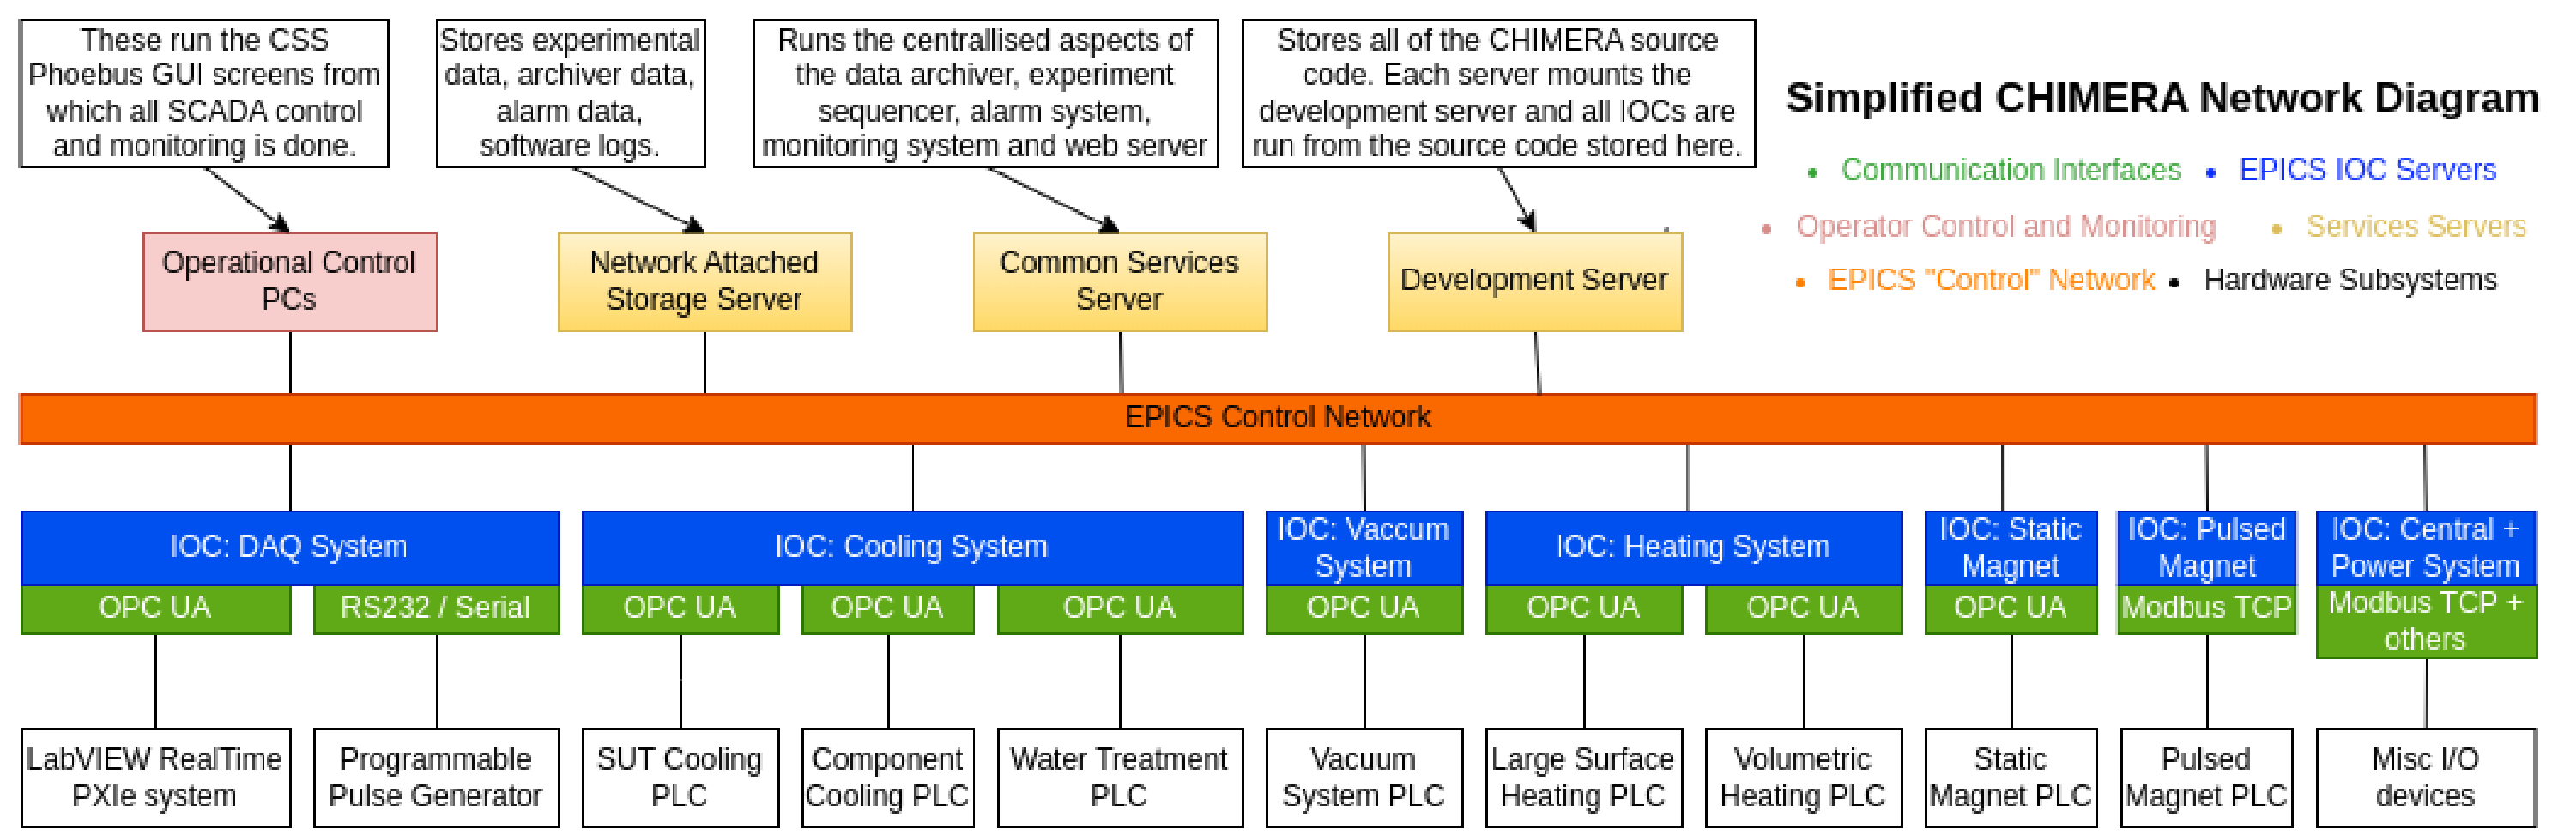 These run the CSS
Phoebus GUI screens from
which all SCADA control
and monitoring is done.
Stores experimental
data, archiver data,
alarm data,
software logs.
Runs the centrallised aspects of
the data archiver, experiment
sequencer, alarm system,
monitoring system and web server
Stores all of the CHIMERA source
code. Each server mounts the
development server and all IOCs are
run from the source code stored here.
Simplified CHIMERA Network Diagram
• Communication Interfaces • EPICS IOC Servers
• Operator Control and Monitoring • Services Servers
• EPICS "Control" Network • Hardware Subsystems
Operational Control
PCs
Network Attached
Storage Server
Common Services
Server
Development Server
EPICS Control Network
IOC: DAQ System
IOC: Cooling System
IOC: Vaccum
System
IOC: Heating System
IOC: Static
Magnet
IOC: Pulsed
Magnet
IOC: Central +
Power System
OPC UA
RS232 / Serial
OPC UA
OPC UA
OPC UA
OPC UA
OPC UA
OPC UA
OPC UA
Modbus TCP
Modbus TCP +
others
LabVIEW RealTime
PXIe system
Programmable
Pulse Generator
SUT Cooling
PLC
Component
Cooling PLC
Water Treatment
PLC
Vacuum
System PLC
Large Surface
Heating PLC
Volumetric
Heating PLC
Static
Magnet PLC
Pulsed
Magnet PLC
Misc I/O
devices